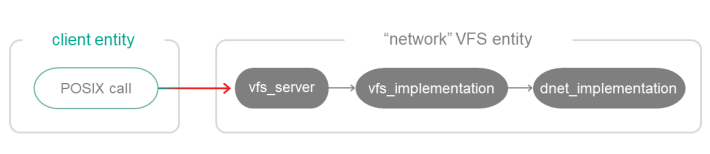 client entity
“network” VFS entity
POSIX call
vfs_server
vfs_implementation
dnet_implementation